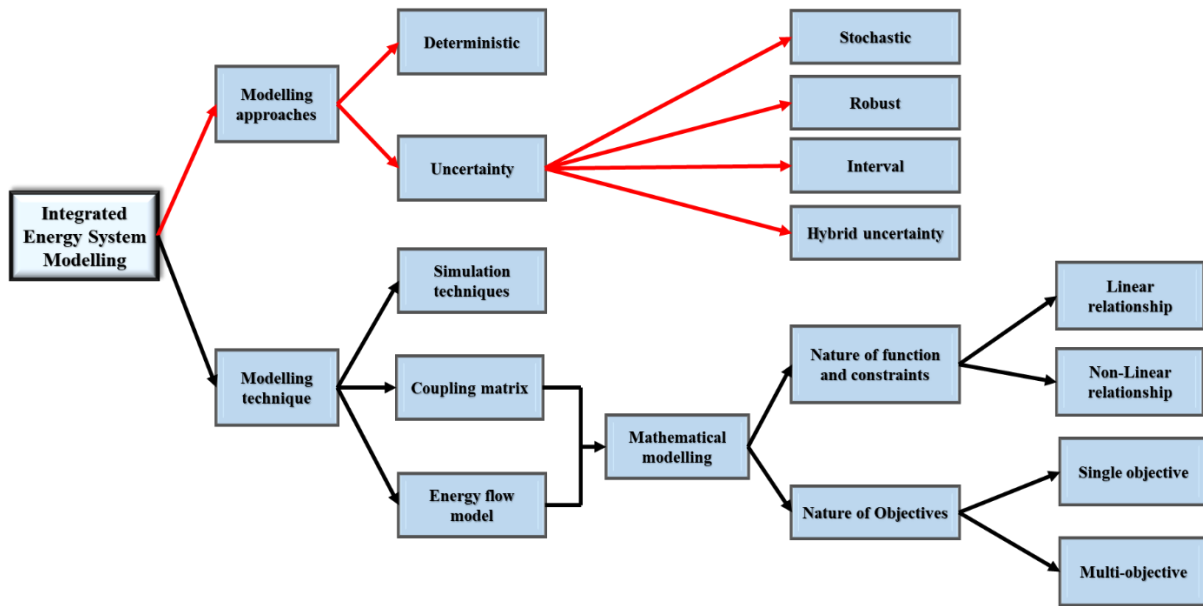 Integrated
Energy System
Modelling
Modelling
approaches
Deterministic
Uncertainty
Stochastic
Robust
Interval
Hybrid uncertainty
Modelling
technique
Simulation
techniques
Coupling matrix
Energy flow
model
Mathematical
modelling
Nature of function
and constraints
Linear
relationship
Non-Linear
relationship
Nature of Objectives
Single objective
Multi-objective